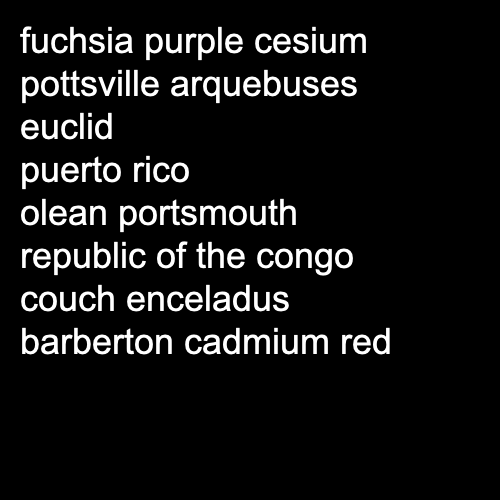 fuchsia purple cesium
pottsville arquebuses
euclid
puerto rico
olean portsmouth
republic of the congo
couch enceladus
barberton cadmium red